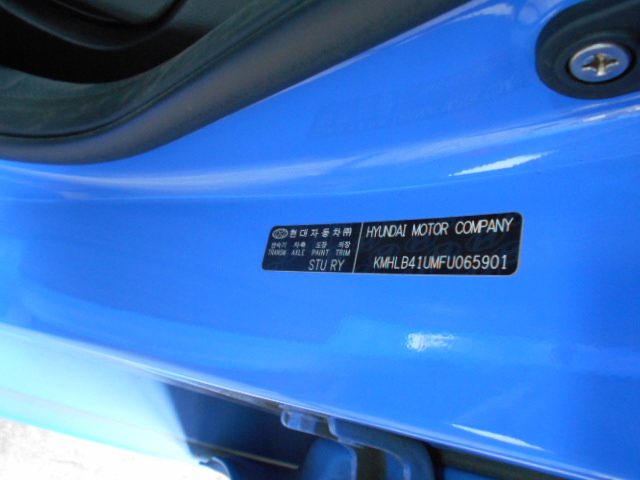 현대자동차㈜
변속기 차축 도장 의장
TRANSM AXLE PAINT TRIM
STU RY
HYUNDAI MOTOR COMPANY
KMHLB41UMFU065901